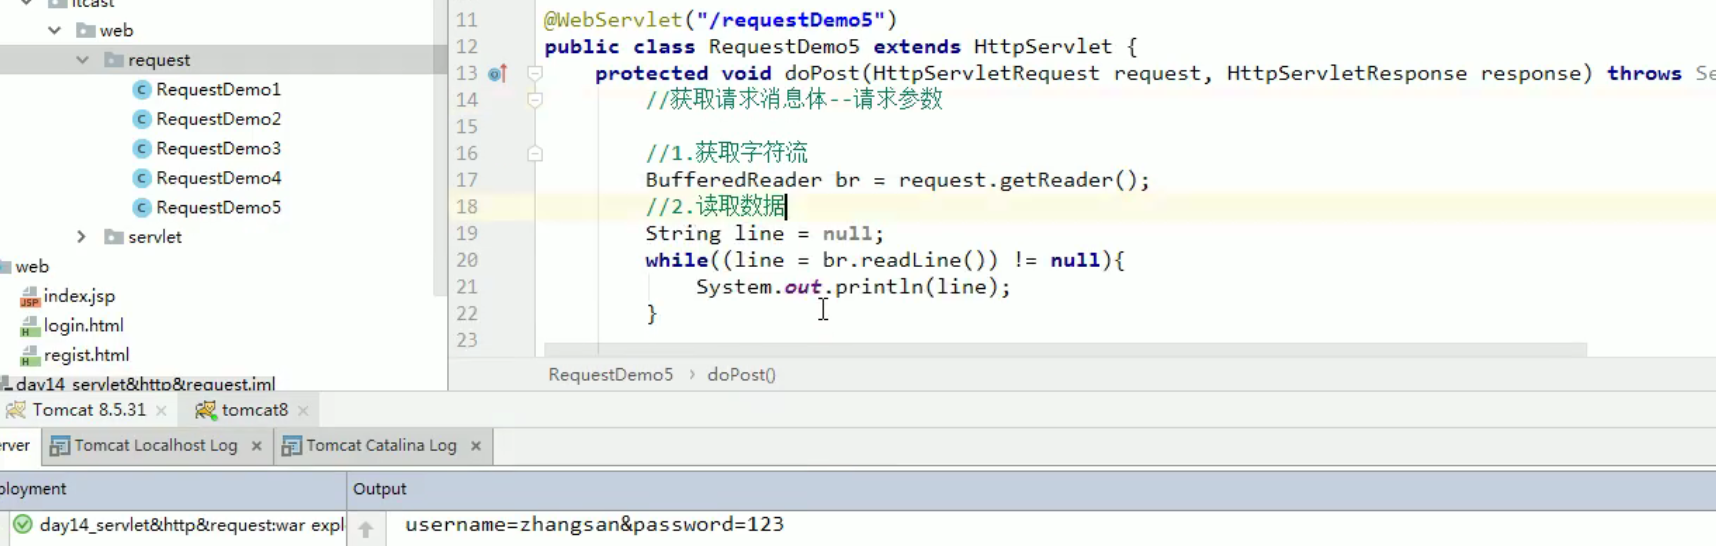 itcast
web
request
RequestDemo1
RequestDemo2
RequestDemo3
RequestDemo4
RequestDemo5
servlet
web
index.jsp
login.html
regist.html
day14_servlet&http&request.iml
11 @WebServlet("/requestDemo5")
12 public class RequestDemo5 extends HttpServlet {
13 protected void doPost(HttpServletRequest request, HttpServletResponse response) throws Se
14 //获取请求消息体--请求参数
15
16 //1.获取字符流
17 BufferedReader br = request.getReader();
18 //2.读取数据
19 String line = null;
20 while((line = br.readLine()) != null){
21 System.out.println(line);
22 }
23
RequestDemo5 › doPost()
Tomcat 8.5.31 × tomcat8 ×
erver Tomcat Localhost Log × Tomcat Catalina Log ×
ployment Output
day14_servlet&http&request:war expl username=zhangsan&password=123